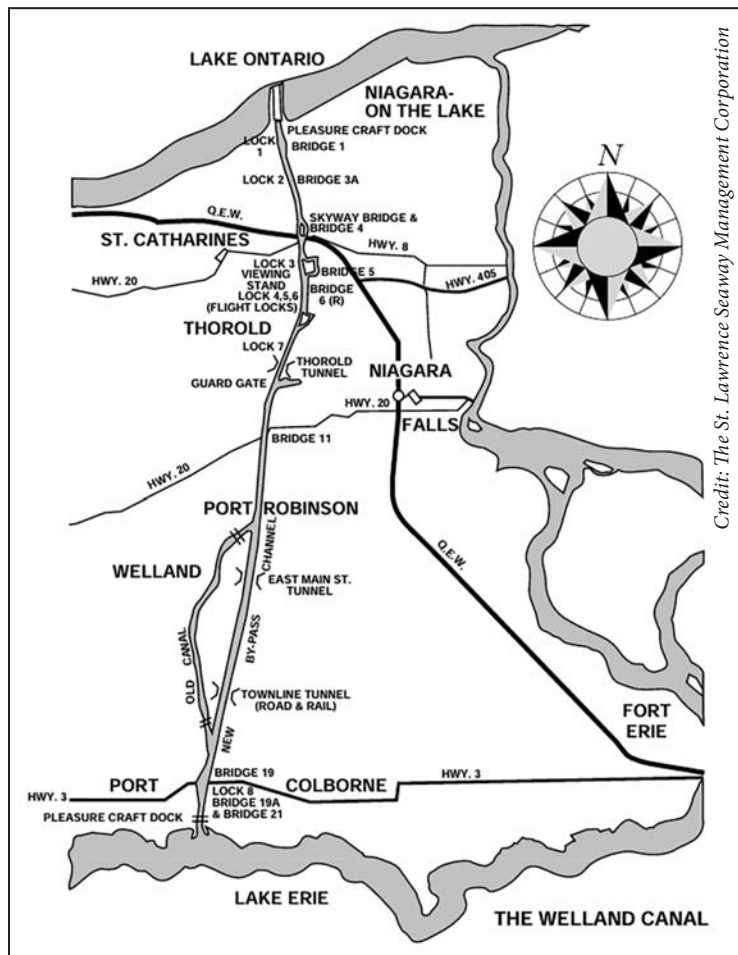 LAKE ONTARIO
NIAGARA-
ON THE LAKE
PLEASURE CRAFT DOCK
LOCK
1
BRIDGE 1
LOCK 2
BRIDGE 3A
N
Q.E.W.
SKYWAY BRIDGE &
BRIDGE 4
ST. CATHARINES
HWY. 8
HWY. 20
LOCK 3
VIEWING
STAND
LOCK 4,5,6
(FLIGHT LOCKS)
BRIDGE 5
BRIDGE
6 (R)
HWY. 405
THOROLD
LOCK 7
THOROLD
TUNNEL
GUARD GATE
NIAGARA
FALLS
HWY. 20
BRIDGE 11
HWY. 20
PORT ROBINSON
WELLAND
EAST MAIN ST.
TUNNEL
Q.E.W.
NEW BY-PASS CHANNEL
OLD CANAL
TOWNLINE TUNNEL
(ROAD & RAIL)
FORT
ERIE
BRIDGE 19
PORT COLBORNE
HWY. 3
HWY. 3
LOCK 8
BRIDGE 19A
& BRIDGE 21
PLEASURE CRAFT DOCK
LAKE ERIE
THE WELLAND CANAL
Credit: The St. Lawrence Seaway Management Corporation